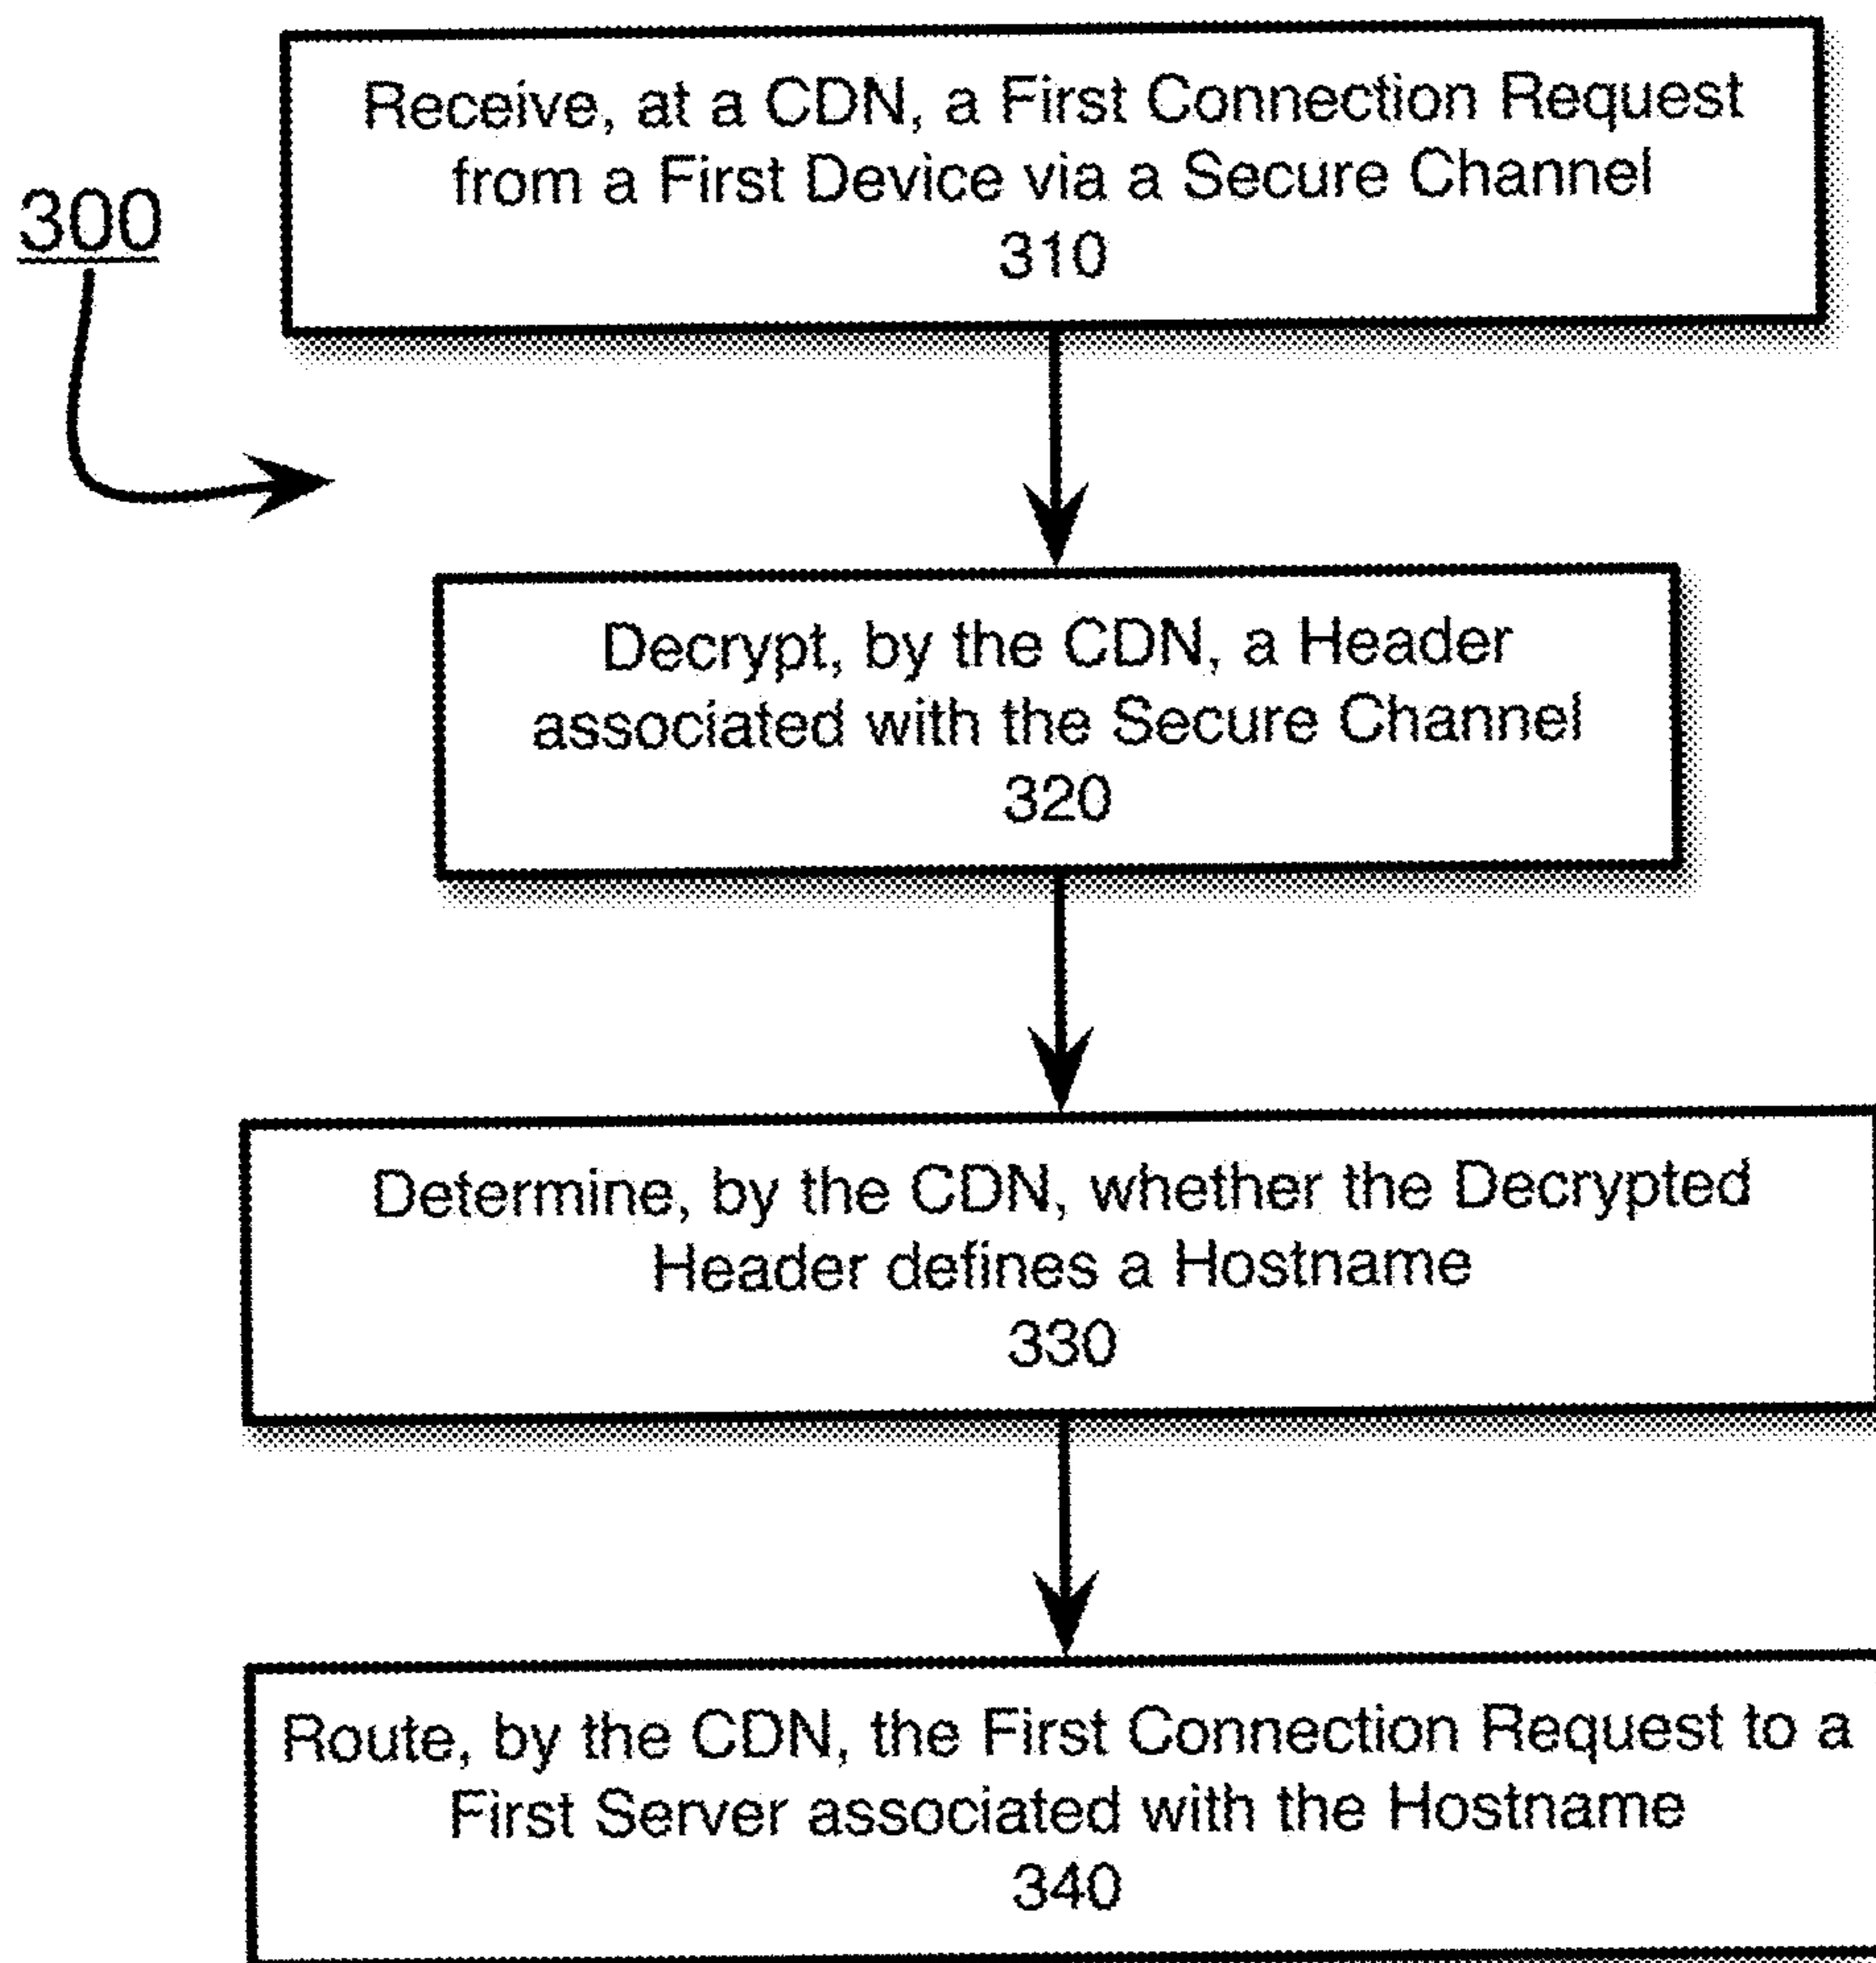 Receive, at a CDN, a First Connection Request
from a First Device via a Secure Channel
310
300
Decrypt, by the CDN, a Header
associated with the Secure Channel
320
Determine, by the CDN, whether the Decrypted
Header defines a Hostname
330
Route, by the CDN, the First Connection Request to a
First Server associated with the Hostname
340